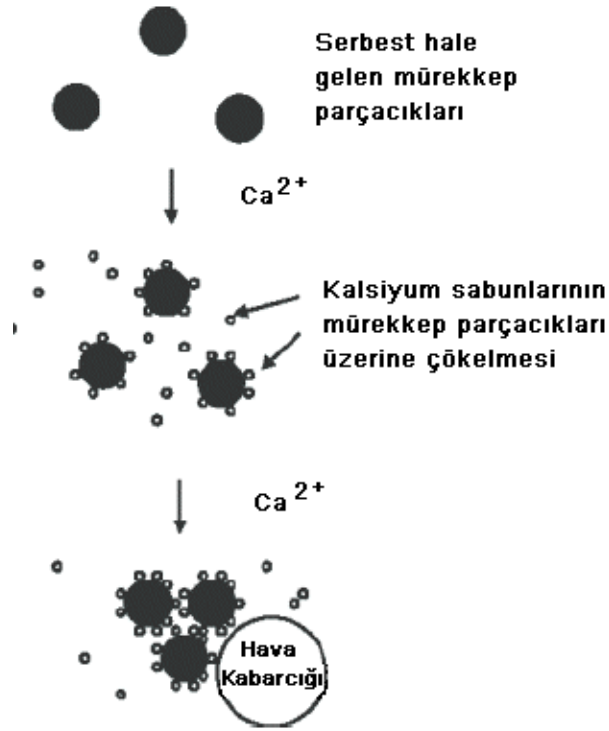 Serbest hale
gelen mürekkep
parçacıkları
Ca2+
Kalsiyum sabunlarının
mürekkep parçacıkları
üzerine çökelmesi
Ca2+
Hava
Kabarcığı